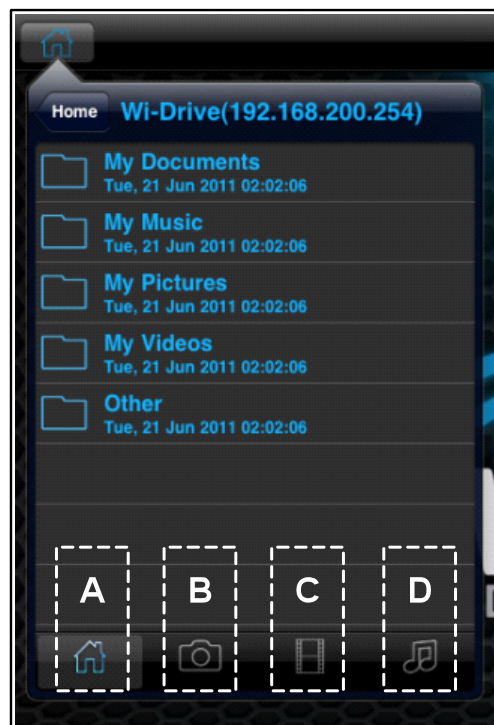 Home
Wi-Drive(192.168.200.254)
My Documents
Tue, 21 Jun 2011 02:02:06
My Music
Tue, 21 Jun 2011 02:02:06
My Pictures
Tue, 21 Jun 2011 02:02:06
My Videos
Tue, 21 Jun 2011 02:02:06
Other
Tue, 21 Jun 2011 02:02:06
A B C D